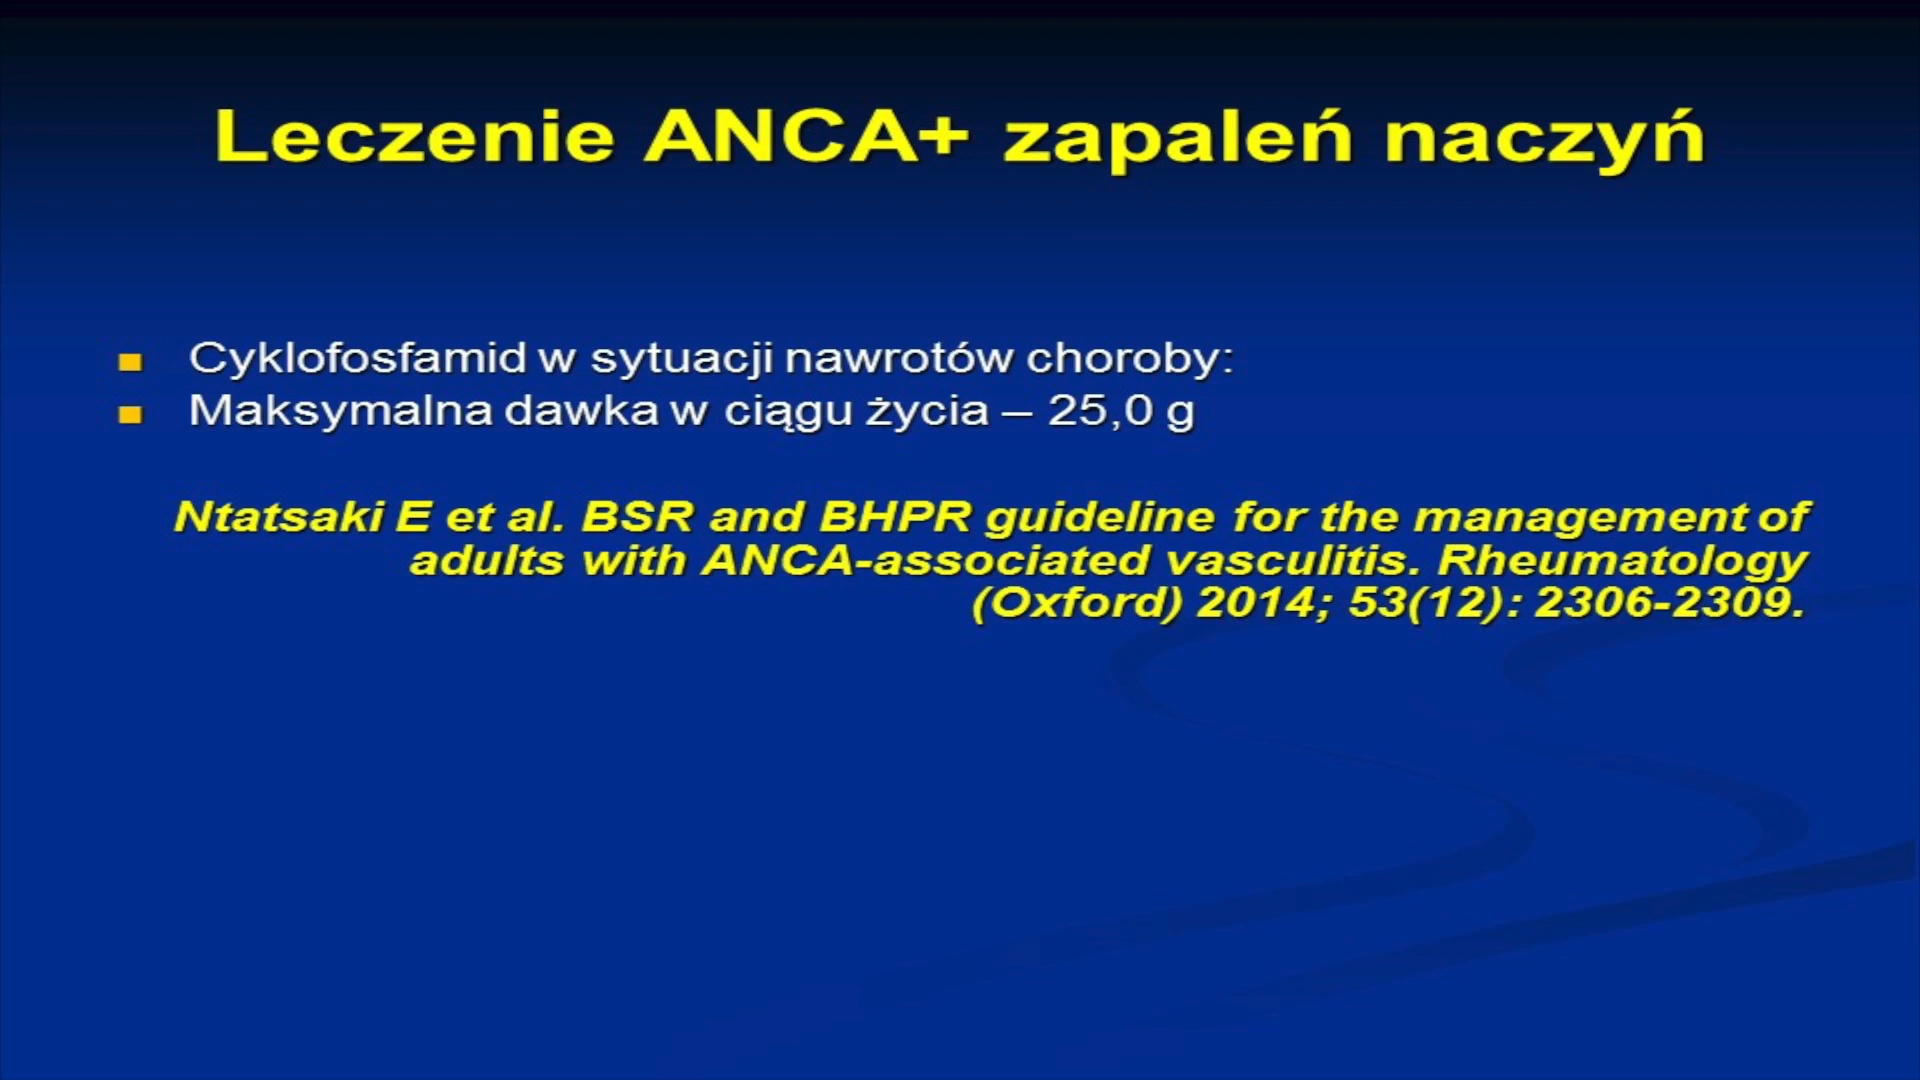 Leczenie ANCA+ zapaleń naczyń
Cyklofosfamid w sytuacji nawrotów choroby:
Maksymalna dawka w ciągu życia – 25,0 g
Ntatsaki E et al. BSR and BHPR guideline for the management of
adults with ANCA-associated vasculitis. Rheumatology
(Oxford) 2014; 53(12): 2306-2309.